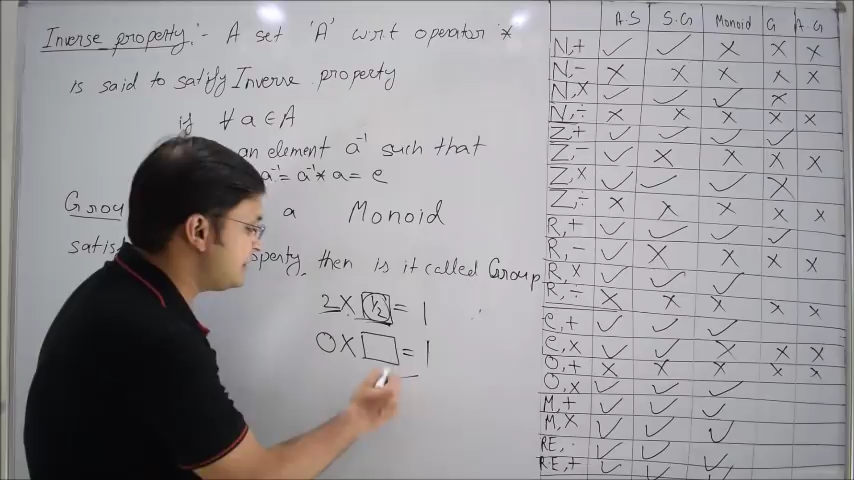 Inverse property :- A set 'A' w.r.t operator *
is said to satisfy Inverse property
if ∀ a ∈ A
an element a⁻¹ such that
a⁻¹ = a⁻¹ * a = e
Grou a Monoid
satis perty, then is it called Group
2 X 1/2 = 1
0 X = 1
A.S S.G Monoid G A.G
N,+ ✓ ✓ × × ×
N,- × × × × ×
N,× ✓ ✓ ✓ ×
N,÷ × × × × ×
Z,+ ✓ ✓ ✓ ✓
Z,- ✓ × × × ×
Z,× ✓ ✓ ✓ ×
Z,÷ × × × × ×
R,+ ✓ ✓ ✓ ✓
R,- ✓ × × × ×
R,× ✓ ✓ ✓
R,÷ × × × × ×
e,+ ✓ ✓ ✓
e,× ✓ ✓ × × ×
O,+ × × × × ×
O,× ✓ ✓ ✓
M,+ ✓ ✓ ✓
M,× ✓ ✓ ✓
RE,· ✓ ✓ ✓
RE,+ ✓ ✓ ✓